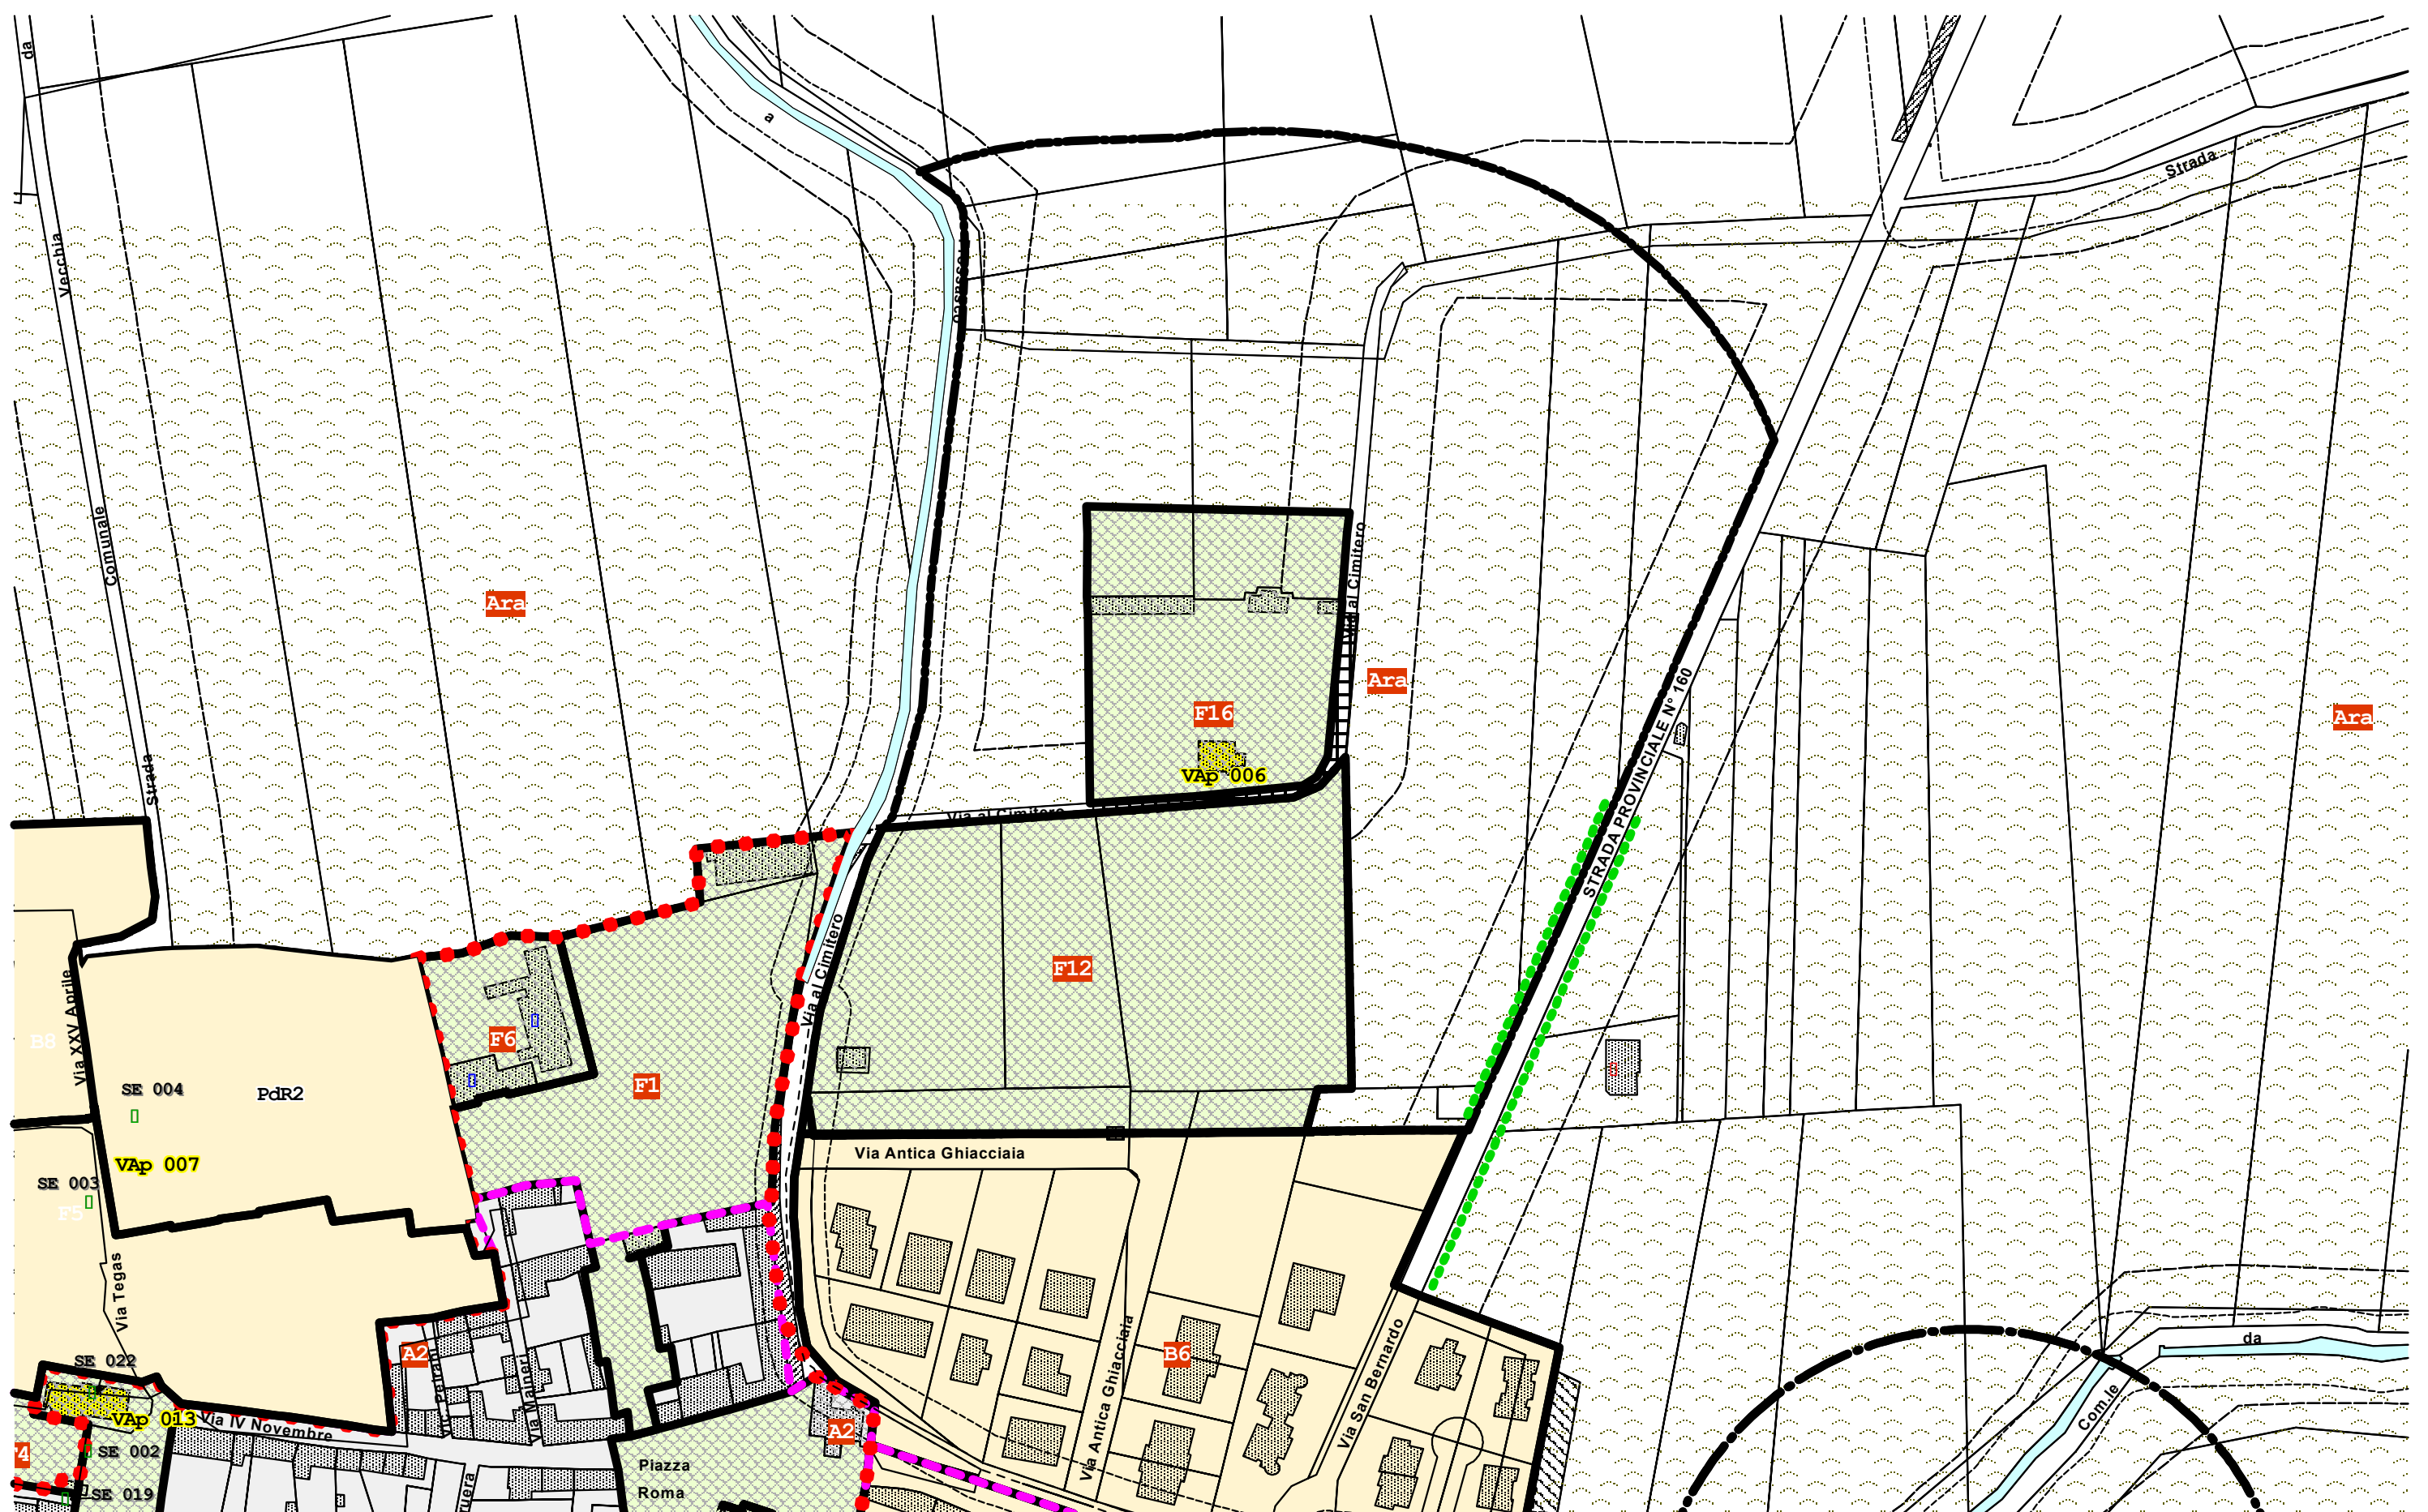 da
a
Strada
Vecchia
Comunale
Ara
Via al Cimitero
Ara
F16
Ara
VAp 006
STRADA PROVINCIALE N° 160
Strada
Via al Cimitero
Via al Cimitero
F12
Via XXV Aprile
B8
F6
F1
SE 004
PdR2
VAp 007
SE 003
F5
Via Antica Ghiacciaia
Via Tegas
da
A2
SE 022
B6
Via Antica Ghiacciaia
Via San Bernardo
Com.le
Via Malneri
VAp 013
Via IV Novembre
A2
SE 002
Piazza
Roma
SE 019